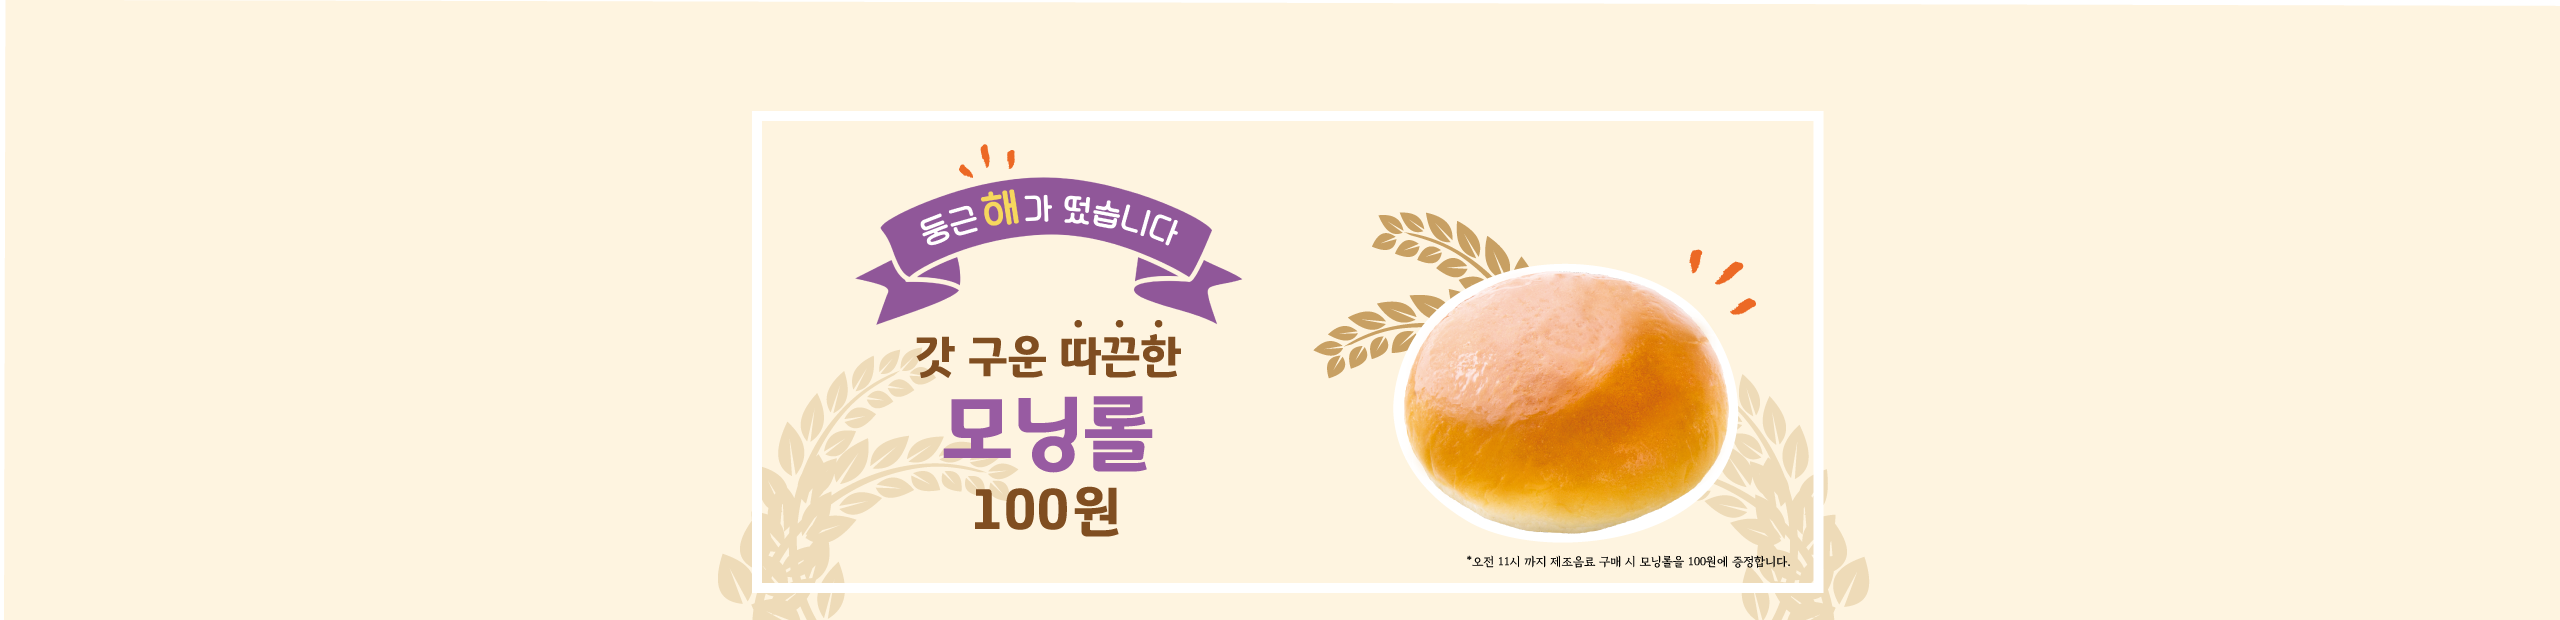 둥근 해가 떴습니다
갓 구운 따끈한
모닝롤
100원
*오전 11시 까지 제조음료 구매 시 모닝롤을 100원에 증정합니다.